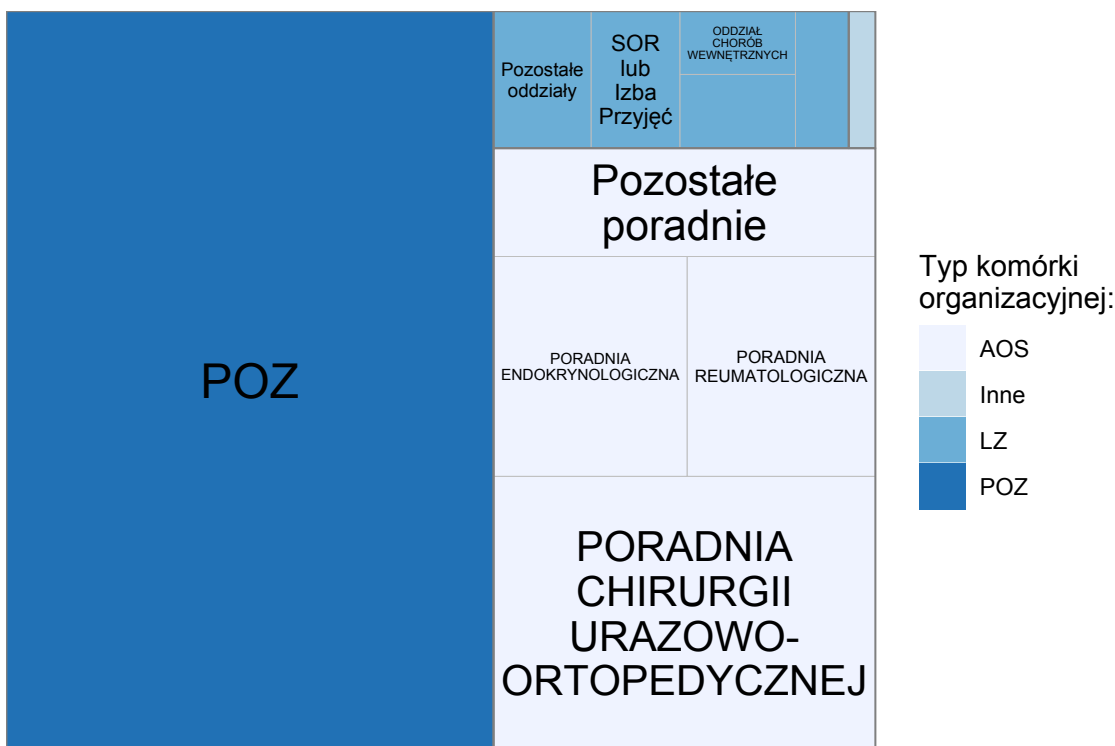 POZ
Pozostałe
oddziały
SOR
lub
Izba
Przyjęć
ODDZIAŁ
CHORÓB
WEWNĘTRZNYCH
Pozostałe
poradnie
PORADNIA
ENDOKRYNOLOGICZNA
PORADNIA
REUMATOLOGICZNA
PORADNIA
CHIRURGII
URAZOWO-
ORTOPEDYCZNEJ
Typ komórki
organizacyjnej:
AOS
Inne
LZ
POZ